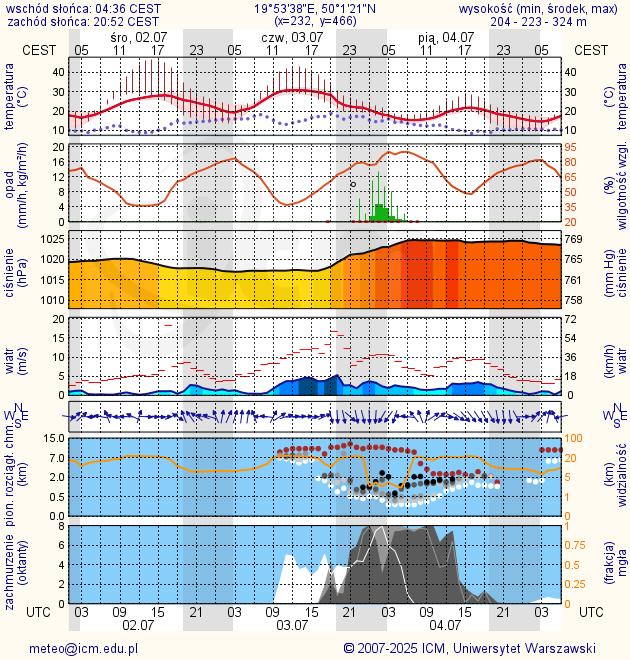 wschód słońca: 04:36 CEST
zachód słońca: 20:52 CEST
19°53'38"E, 50°1'21"N
(x=232, y=466)
wysokość (min, środek, max)
204 - 223 - 324 m
śro, 02.07 czw, 03.07 pią, 04.07
CEST 05 11 17 23 05 11 17 23 05 11 17 23 05 CEST
temperatura
(°C)
40
30
20
10
40
30
20
10
(°C)
temperatura
opad
(mm/h, kg/m²/h)
20
16
12
8
4
0
95
80
65
50
35
20
(%)
wilgotność wzgl.
ciśnienie
(hPa)
1025
1020
1015
1010
769
765
761
758
(mm Hg)
ciśnienie
wiatr
(m/s)
20
15
10
5
0
72
54
36
18
0
(km/h)
wiatr
N
W E
S
N
W E
S
pion. rozciągł. chm.
(km)
15.0
7.0
2.0
0.5
0.0
100
20
5
1
0
(km)
widzialność
zachmurzenie
(oktanty)
8
6
4
2
0
1
0.75
0.5
0.25
0
(frakcja)
mgła
UTC 03 09 15 21 03 09 15 21 03 09 15 21 03 UTC
02.07 03.07 04.07
meteo@icm.edu.pl
© 2007-2025 ICM, Uniwersytet Warszawski